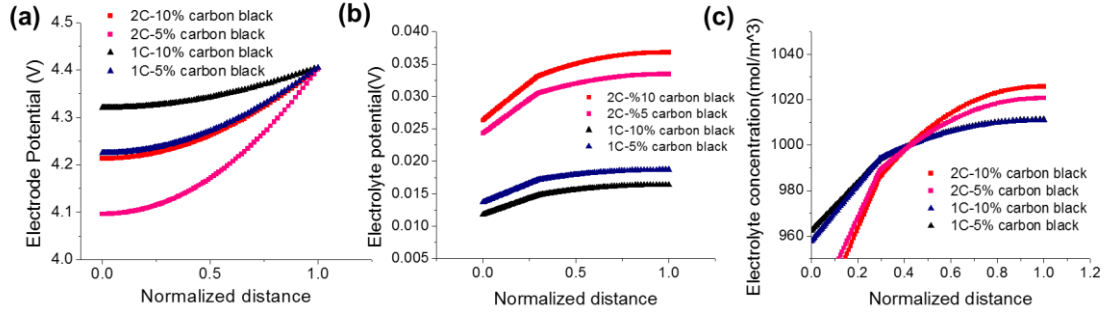 (a)
Electrode Potential (V)
4.5
4.4
4.3
4.2
4.1
4.0
2C-10% carbon black
2C-5% carbon black
1C-10% carbon black
1C-5% carbon black
0.0 0.5 1.0
Normalized distance
(b)
Electrolyte potential(V)
0.040
0.035
0.030
0.025
0.020
0.015
0.010
0.005
2C-%10 carbon black
2C-%5 carbon black
1C-10% carbon black
1C-5% carbon black
0.0 0.5 1.0
Normalized distance
(c)
Electrolyte concentration(mol/m^3)
1040
1020
1000
980
960
2C-10% carbon black
2C-5% carbon black
1C-10% carbon black
1C-5% carbon black
0.0 0.2 0.4 0.6 0.8 1.0 1.2
Normalized distance